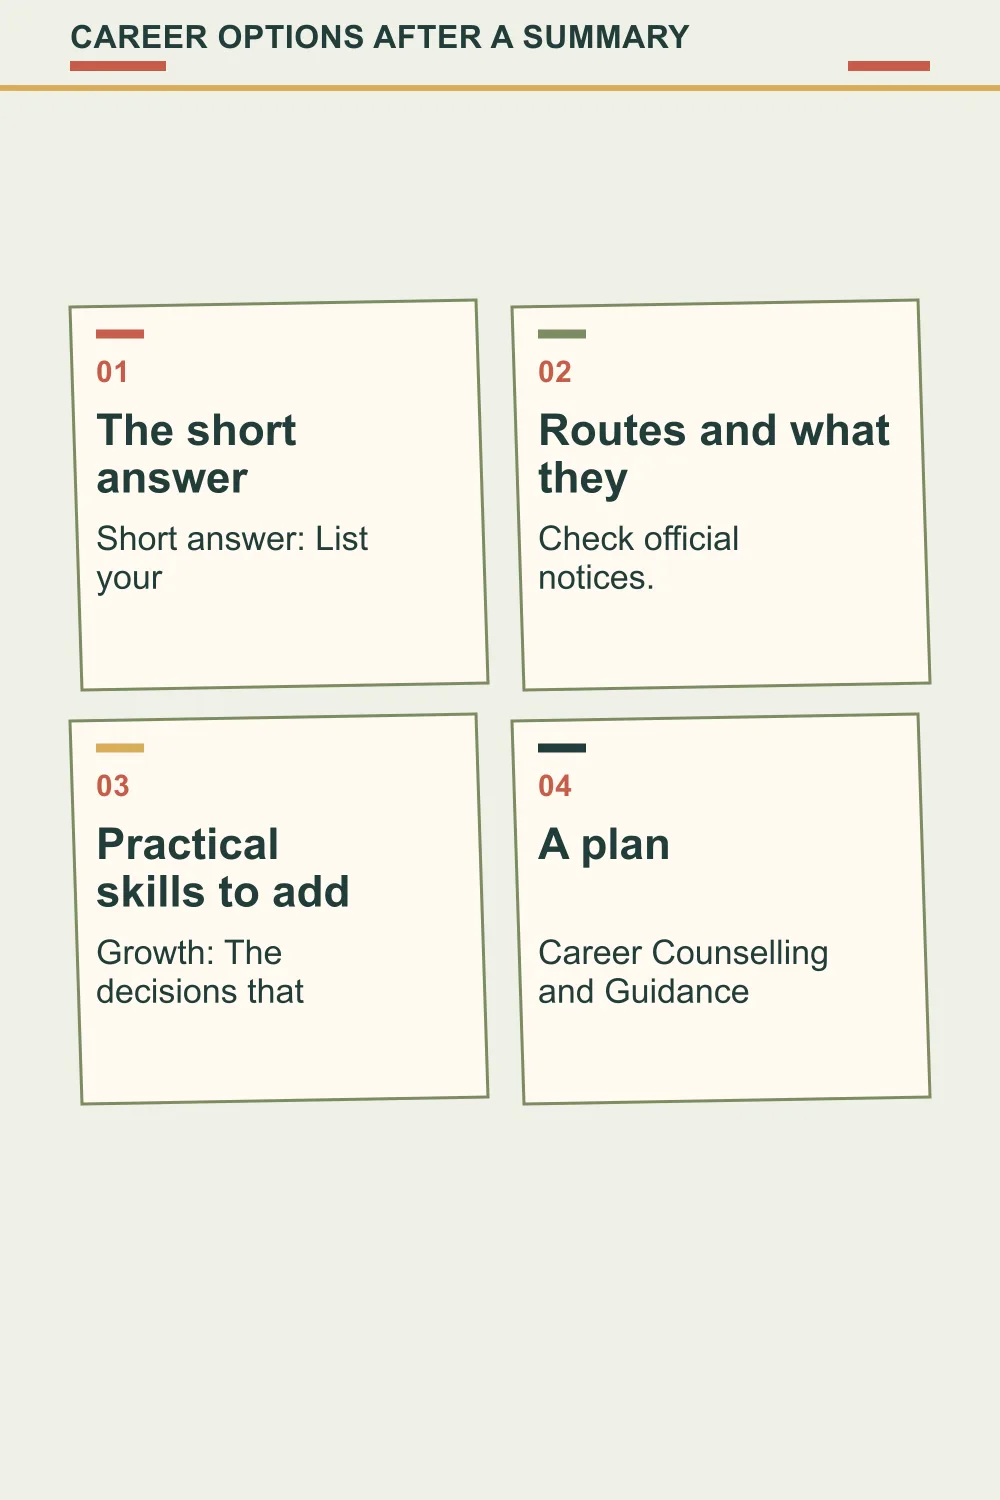 CAREER OPTIONS AFTER A SUMMARY
01
The short
answer
Short answer: List
your
02
Routes and what
they
Check official
notices.
03
Practical
skills to add
Growth: The
decisions that
04
A plan
Career Counselling
and Guidance